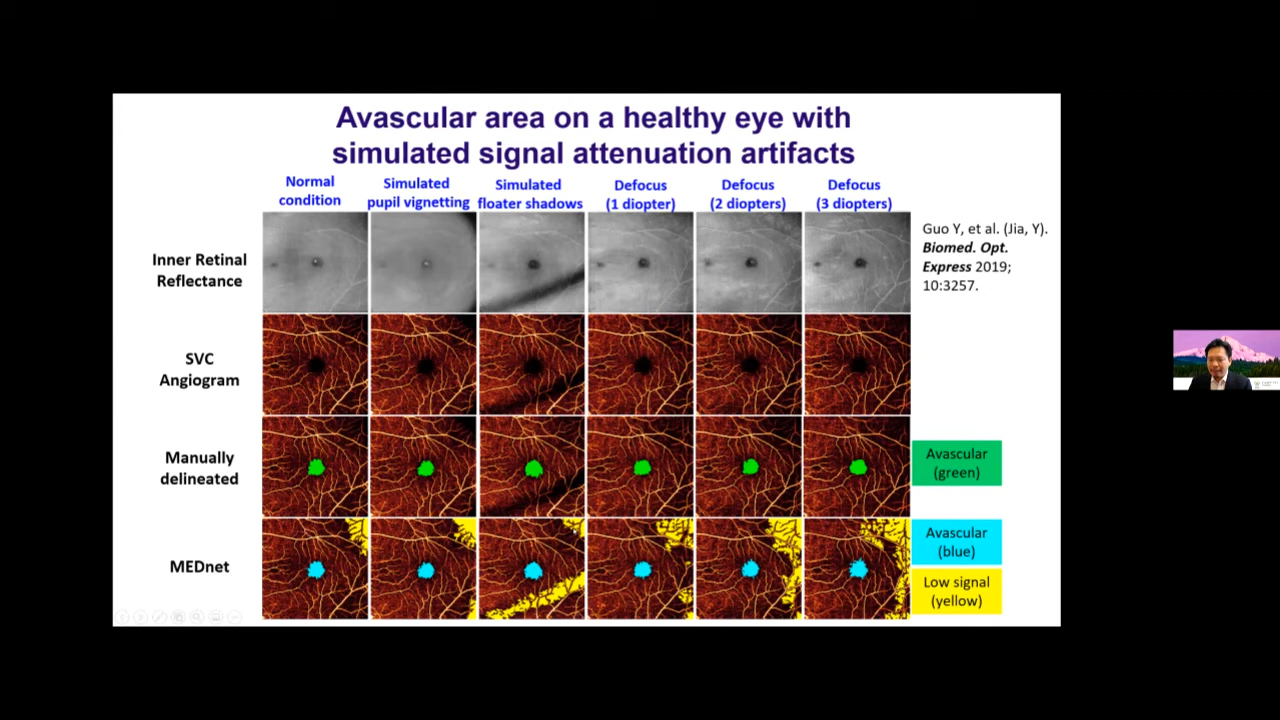 Avascular area on a healthy eye with
simulated signal attenuation artifacts
Normal
condition
Simulated
pupil vignetting
Simulated
floater shadows
Defocus
(1 diopter)
Defocus
(2 diopters)
Defocus
(3 diopters)
Inner Retinal
Reflectance
Guo Y, et al. (Jia, Y).
Biomed. Opt.
Express 2019;
10:3257.
SVC
Angiogram
Manually
delineated
Avascular
(green)
MEDnet
Avascular
(blue)
Low signal
(yellow)